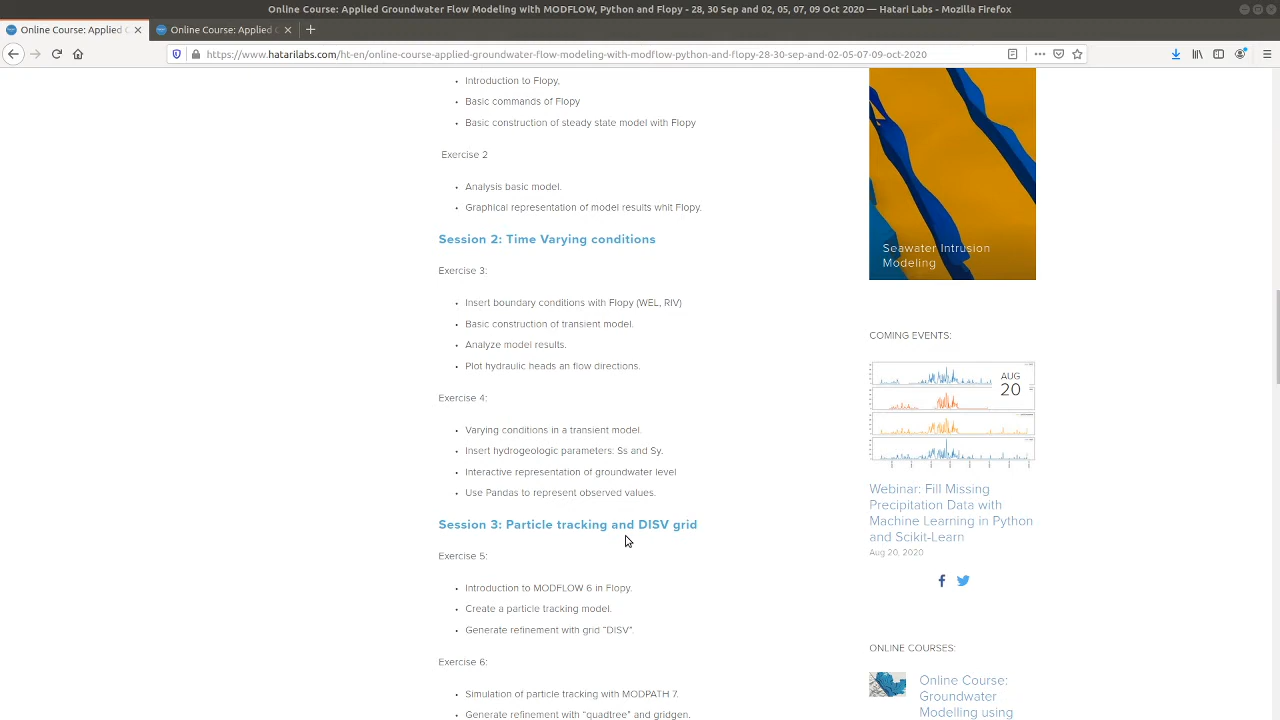 Online Course: Applied Groundwater Flow Modeling with MODFLOW, Python and Flopy - 28, 30 Sep and 02, 05, 07, 09 Oct 2020 — Hatari Labs - Mozilla Firefox
Online Course: Applied C
Online Course: Applied G
https://www.hatarilabs.com/ht-en/online-course-applied-groundwater-flow-modeling-with-modflow-python-and-flopy-28-30-sep-and-02-05-07-09-oct-2020
Introduction to Flopy.
Basic commands of Flopy
Basic construction of steady state model with Flopy
Exercise 2
Analysis basic model.
Graphical representation of model results whit Flopy.
Session 2: Time Varying conditions
Exercise 3:
Insert boundary conditions with Flopy (WEL, RIV)
Basic construction of transient model.
Analyze model results.
Plot hydraulic heads an flow directions.
Exercise 4:
Varying conditions in a transient model.
Insert hydrogeologic parameters: Ss and Sy.
Interactive representation of groundwater level
Use Pandas to represent observed values.
Session 3: Particle tracking and DISV grid
Exercise 5:
Introduction to MODFLOW 6 in Flopy.
Create a particle tracking model.
Generate refinement with grid "DISV".
Exercise 6:
Simulation of particle tracking with MODPATH 7.
Generate refinement with "quadtree" and gridgen.
Seawater Intrusion
Modeling
COMING EVENTS:
AUG
20
Webinar: Fill Missing
Precipitation Data with
Machine Learning in Python
and Scikit-Learn
Aug 20, 2020
ONLINE COURSES:
Online Course:
Groundwater
Modelling using